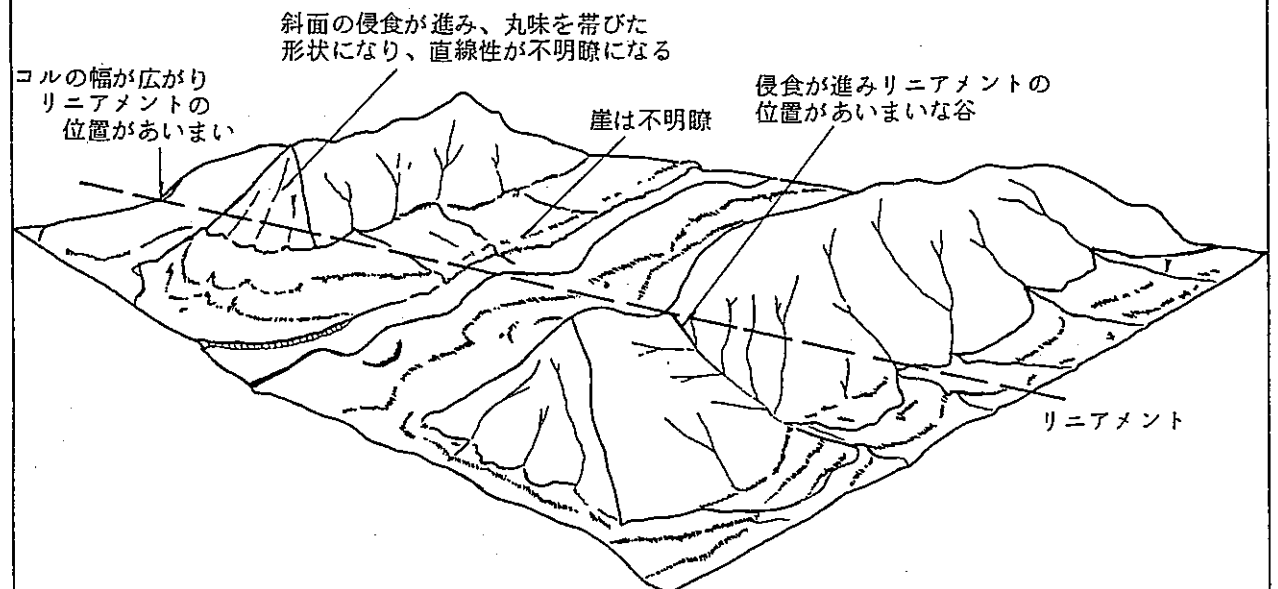 斜面の侵食が進み、丸味を帯びた
形状になり、直線性が不明瞭になる
コルの幅が広がり
リニアメントの
位置があいまい
崖は不明瞭
侵食が進みリニアメントの
位置があいまいな谷
リニアメント